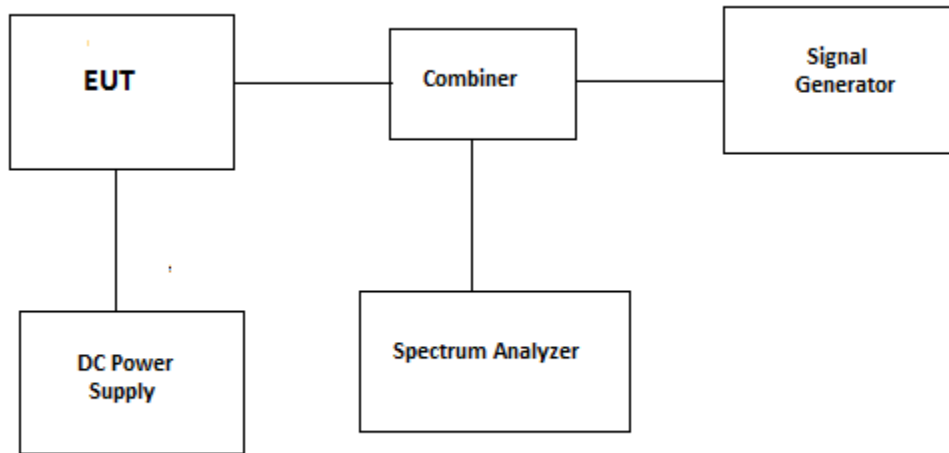 EUT
Combiner
Signal
Generator
DC Power
Supply
Spectrum Analyzer